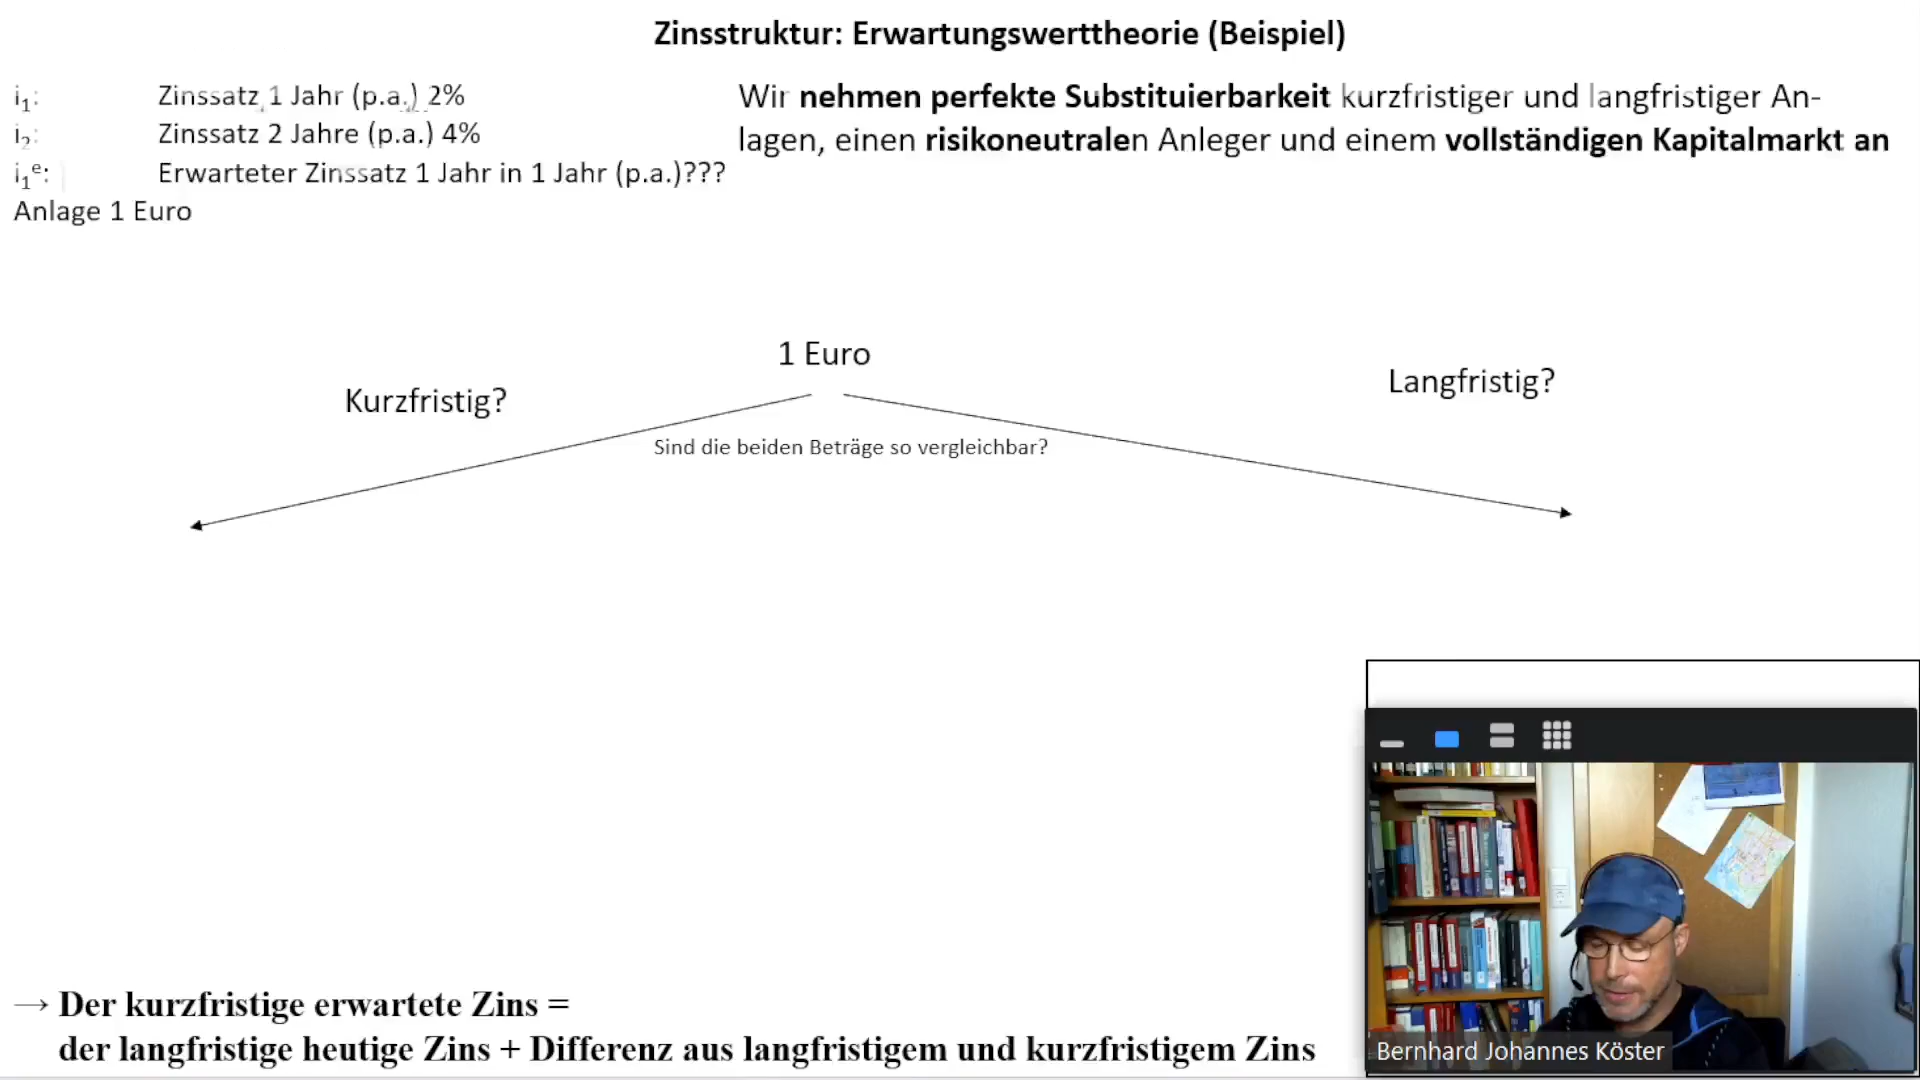 Zinsstruktur: Erwartungswerttheorie (Beispiel)
i₁: Zinssatz 1 Jahr (p.a.) 2%
i₂: Zinssatz 2 Jahre (p.a.) 4%
i₁ᵉ: Erwarteter Zinssatz 1 Jahr in 1 Jahr (p.a.)???
Anlage 1 Euro
Wir nehmen perfekte Substituierbarkeit kurzfristiger und langfristiger An-
lagen, einen risikoneutralen Anleger und einem vollständigen Kapitalmarkt an
1 Euro
Kurzfristig?
Langfristig?
Sind die beiden Beträge so vergleichbar?
→ Der kurzfristige erwartete Zins =
der langfristige heutige Zins + Differenz aus langfristigem und kurzfristigem Zins
Bernhard Johannes Köster